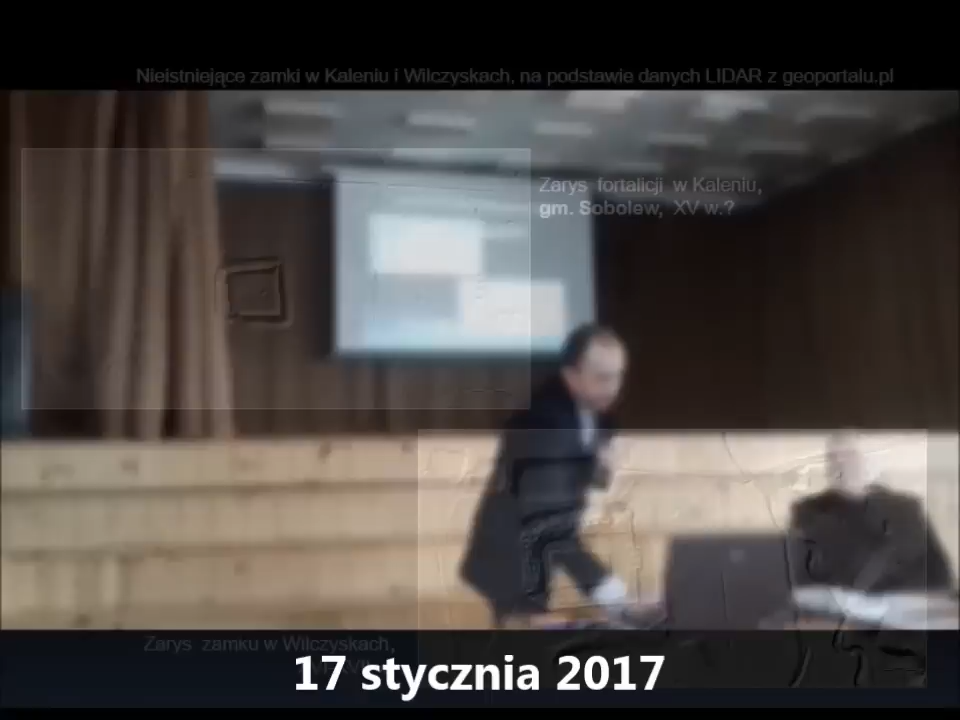 Nieistniejące zamki w Kaleniu i Wilczyskach, na podstawie danych LIDAR z geoportalu.pl
Zarys fortalicji w Kaleniu,
gm. Sobolew, XV w.?
Zarys zamku w Wilczyskach,
17 stycznia 2017